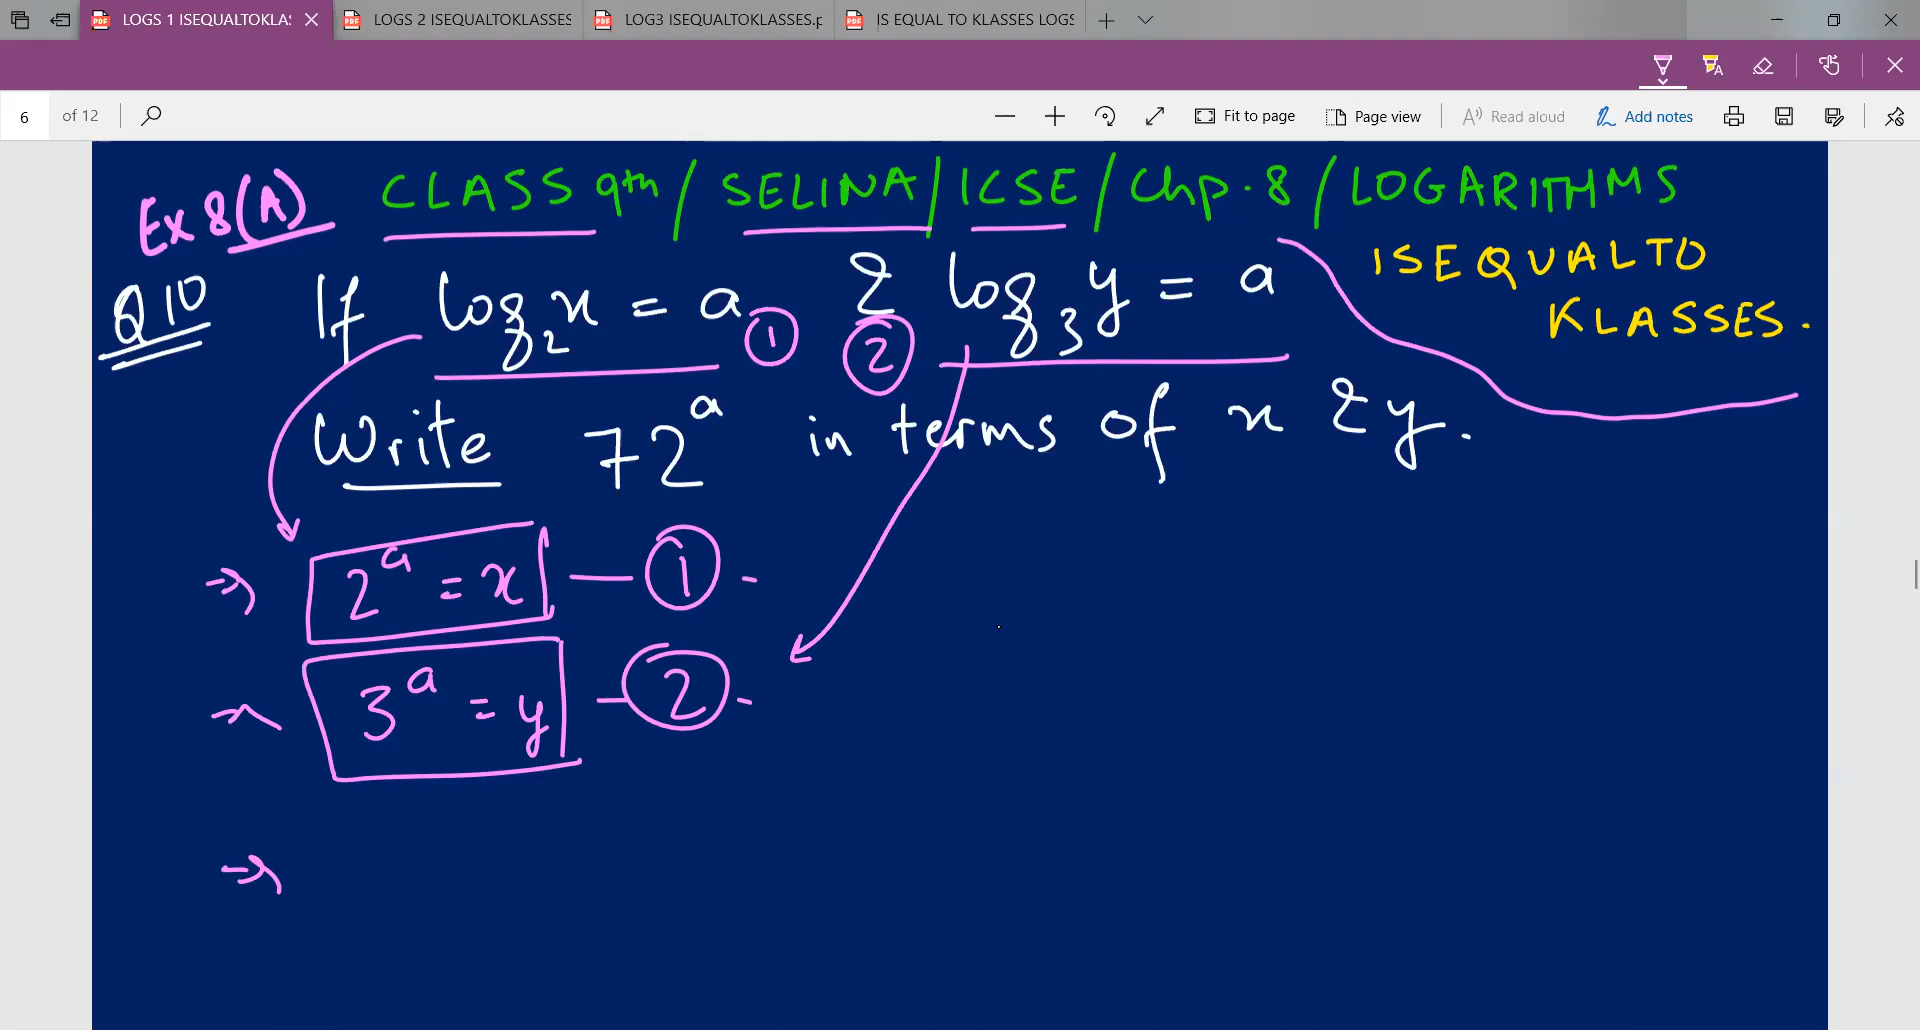 LOGS 1 ISEQUALTOKLAS LOGS 2 ISEQUALTOKLASSES LOG3 ISEQUALTOKLASSES.p IS EQUAL TO KLASSES LOGS
6 of 12 Fit to page Page view Read aloud Add notes
Ex 8(A) CLASS 9th / SELINA / ICSE / Chp.8 / LOGARITHMS
ISEQUALTO
KLASSES.
Q10 If log₂x = a ① & ② log₃y = a
Write 72ᵃ in terms of x & y.
⇒ 2ᵃ = x — ① -
⇒ 3ᵃ = y — ② -
⇒